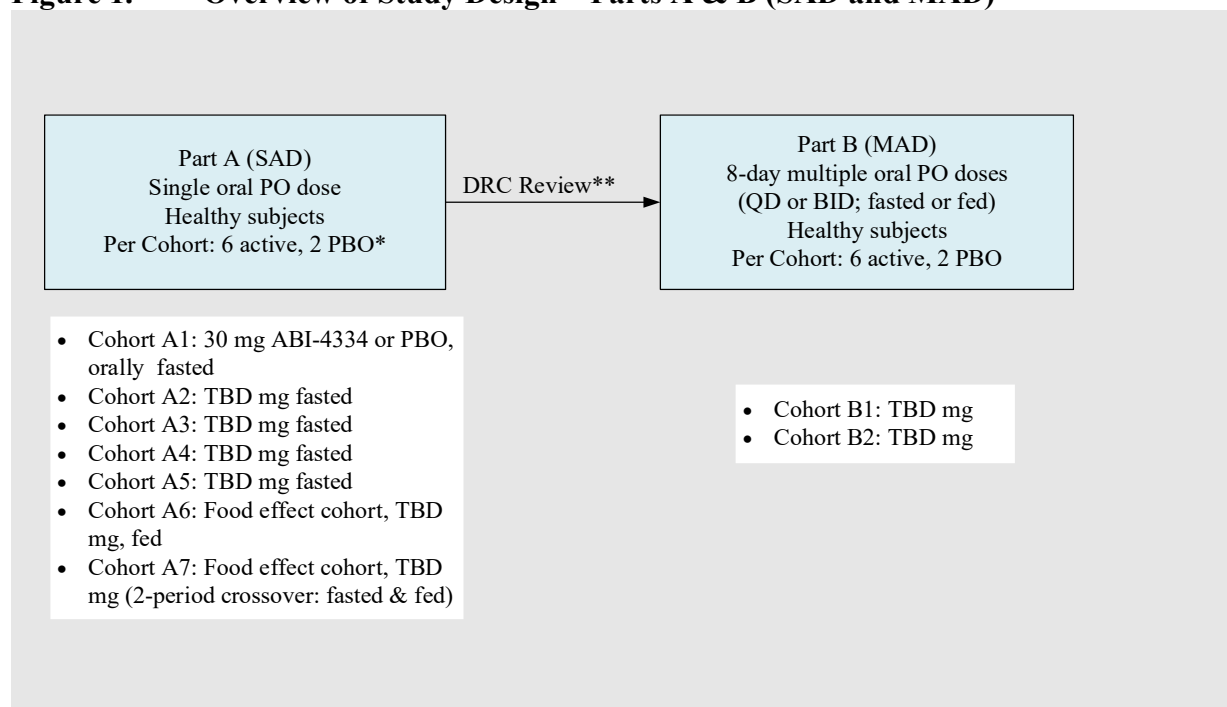 Figure 1. Overview of Study Design – Parts A & B (SAD and MAD)
Part A (SAD)
Single oral PO dose
Healthy subjects
Per Cohort: 6 active, 2 PBO*
DRC Review**
Part B (MAD)
8-day multiple oral PO doses
(QD or BID; fasted or fed)
Healthy subjects
Per Cohort: 6 active, 2 PBO
• Cohort A1: 30 mg ABI-4334 or PBO,
orally fasted
• Cohort A2: TBD mg fasted
• Cohort A3: TBD mg fasted
• Cohort A4: TBD mg fasted
• Cohort A5: TBD mg fasted
• Cohort A6: Food effect cohort, TBD
mg, fed
• Cohort A7: Food effect cohort, TBD
mg (2-period crossover: fasted & fed)
• Cohort B1: TBD mg
• Cohort B2: TBD mg